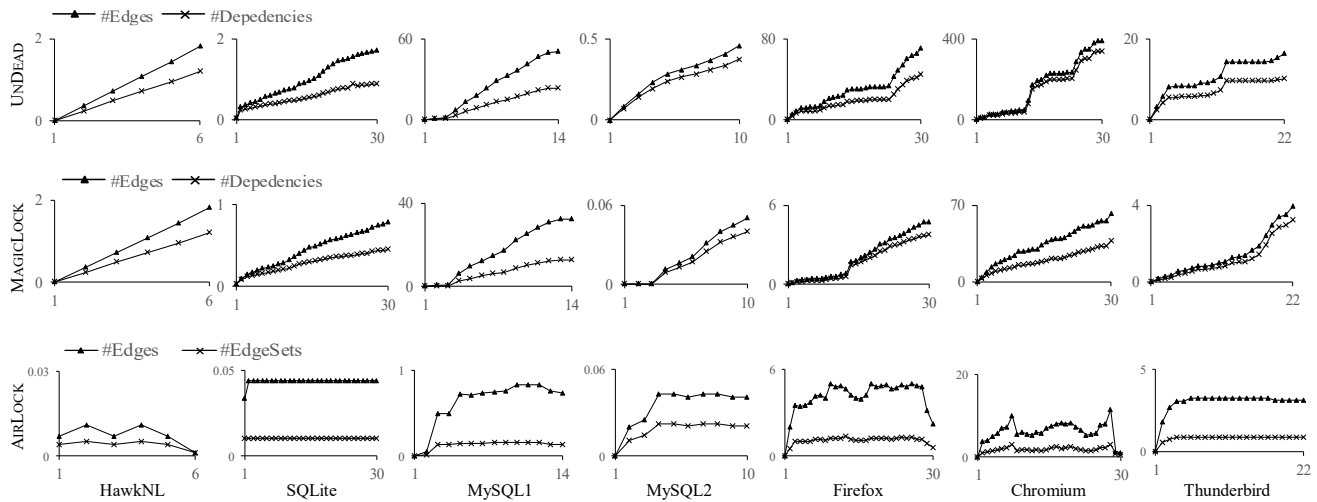 #Edges #Depedencies
UNDEAD
2 2 60 0.5 80 400 20
1 1
0 0 0 0 0 0 0
1 6 1 30 1 14 1 10 1 30 1 30 1 22
#Edges #Depedencies
MAGICLOCK
2 1 40 0.06 6 70 4
1
0 0 0 0 0 0 0
1 6 1 30 1 14 1 10 1 30 1 30 1 22
#Edges #EdgeSets
AIRLOCK
0.03 0.05 1 0.06 6 20 5
0 0 0 0 0 0 0
1 6 1 30 1 14 1 10 1 30 1 30 1 22
HawkNL SQLite MySQL1 MySQL2 Firefox Chromium Thunderbird